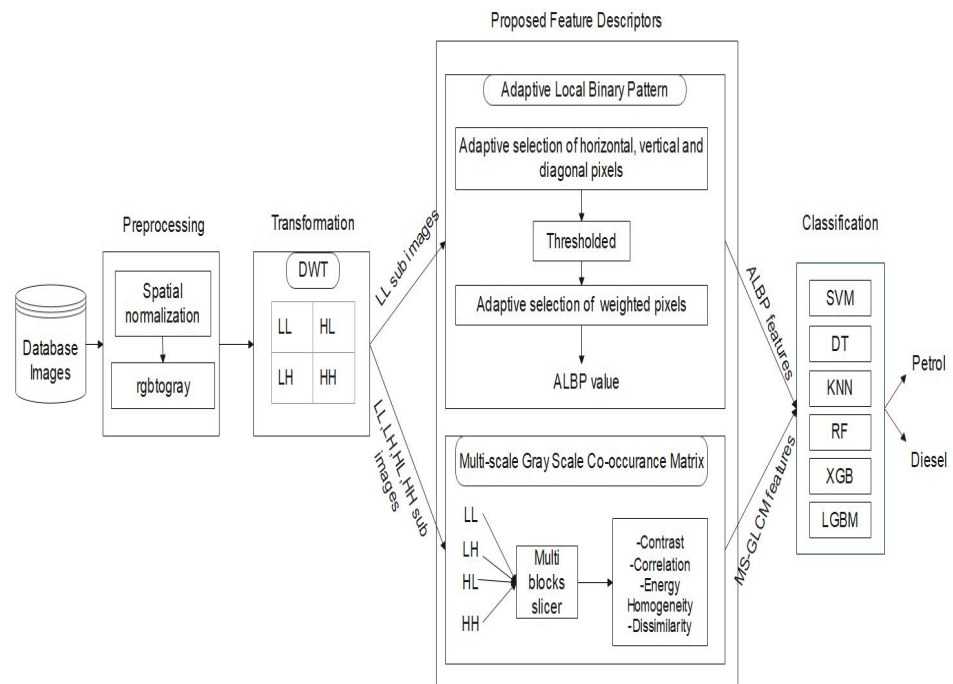 Proposed Feature Descriptors
Adaptive Local Binary Pattern
Adaptive selection of horizontal, vertical and
diagonal pixels
Thresholded
Adaptive selection of weighted pixels
ALBP value
Preprocessing
Spatial
normalization
rgbtogray
Database
Images
Transformation
DWT
LL
HL
LH
HH
LL sub images
LL,LH,HL,HH sub
images
Multi-scale Gray Scale Co-occurance Matrix
LL
LH
HL
HH
Multi
blocks
slicer
-Contrast
-Correlation
-Energy
Homogeneity
-Dissimilarity
ALBP features
MS-GLCM features
Classification
SVM
DT
KNN
RF
XGB
LGBM
Petrol
Diesel